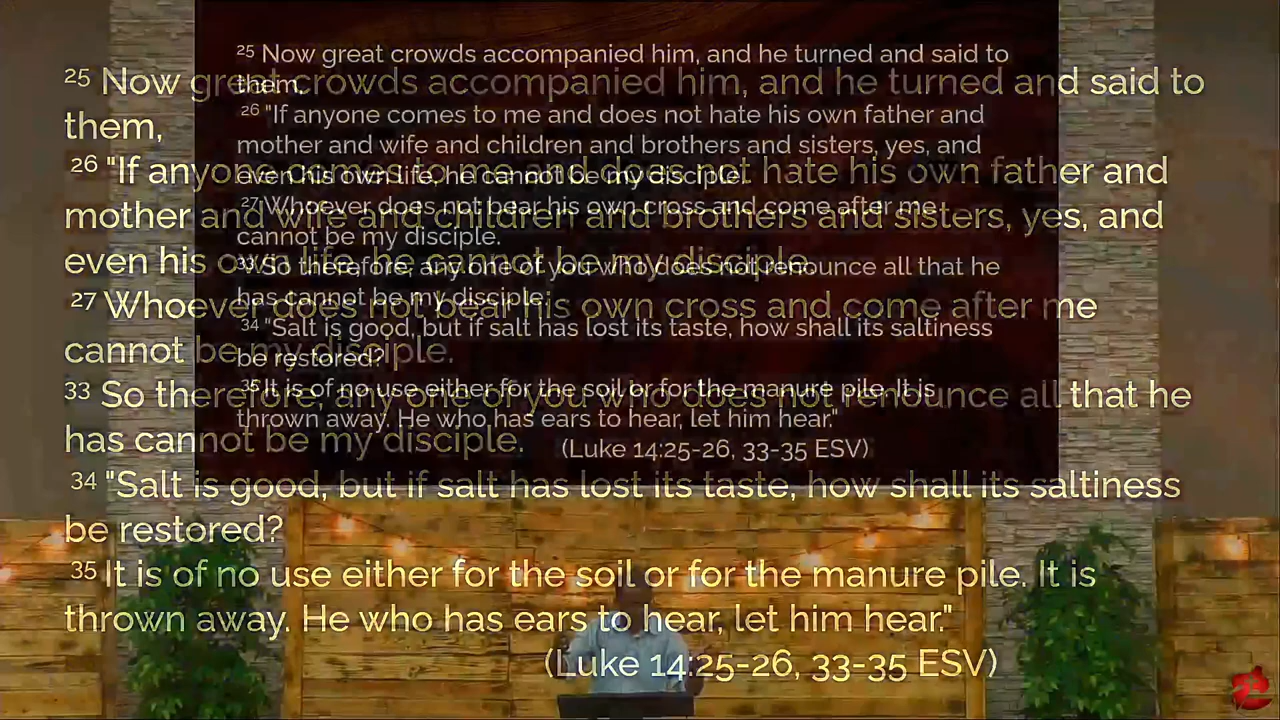 25 Now great crowds accompanied him, and he turned and said to
them,
26 "If anyone comes to me and does not hate his own father and
mother and wife and children and brothers and sisters, yes, and
even his own life, he cannot be my disciple.
27 Whoever does not bear his own cross and come after me
cannot be my disciple.
33 So therefore, any one of you who does not renounce all that he
has cannot be my disciple.
34 "Salt is good, but if salt has lost its taste, how shall its saltiness
be restored?
35 It is of no use either for the soil or for the manure pile. It is
thrown away. He who has ears to hear, let him hear."
(Luke 14:25-26, 33-35 ESV)
25 Now great crowds accompanied him, and he turned and said to
them,
26 "If anyone comes to me and does not hate his own father and
mother and wife and children and brothers and sisters, yes, and
even his own life, he cannot be my disciple.
27 Whoever does not bear his own cross and come after me
cannot be my disciple.
33 So therefore, any one of you who does not renounce all that he
has cannot be my disciple.
34 "Salt is good, but if salt has lost its taste, how shall its saltiness
be restored?
35 It is of no use either for the soil or for the manure pile. It is
thrown away. He who has ears to hear, let him hear."
(Luke 14:25-26, 33-35 ESV)